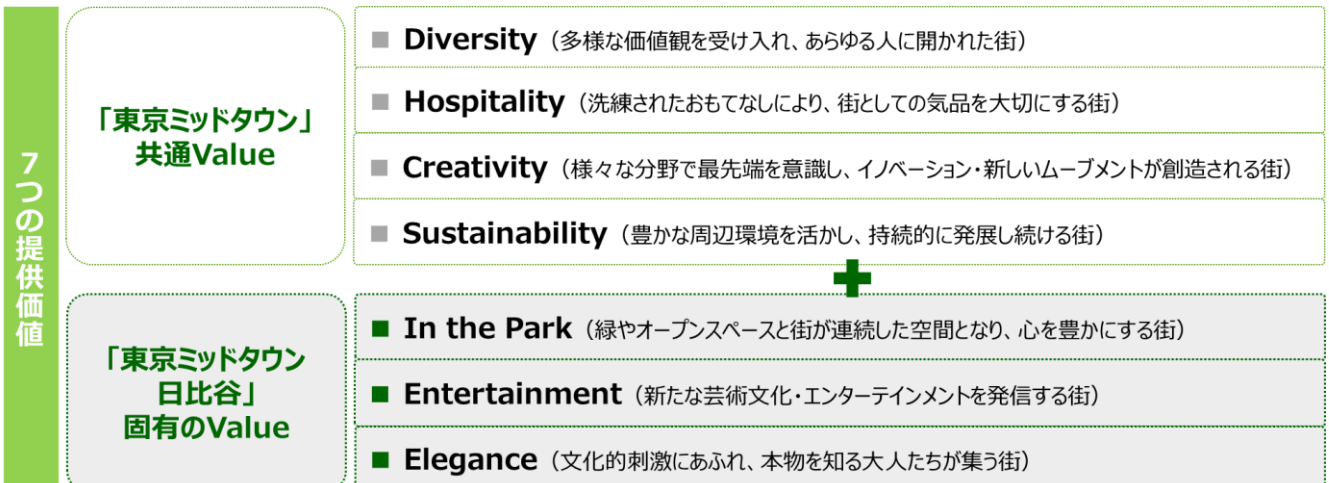 7つの提供価値
「東京ミッドタウン」
共通Value
■ Diversity（多様な価値観を受け入れ、あらゆる人に開かれた街）
■ Hospitality（洗練されたおもてなしにより、街としての気品を大切にする街）
■ Creativity（様々な分野で最先端を意識し、イノベーション・新しいムーブメントが創造される街）
■ Sustainability（豊かな周辺環境を活かし、持続的に発展し続ける街）
「東京ミッドタウン
日比谷」
固有のValue
■ In the Park（緑やオープンスペースと街が連続した空間となり、心を豊かにする街）
■ Entertainment（新たな芸術文化・エンターテインメントを発信する街）
■ Elegance（文化的刺激にあふれ、本物を知る大人たちが集う街）